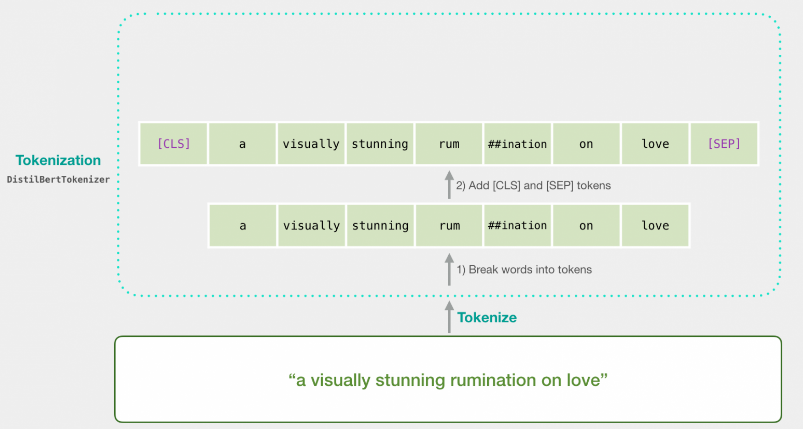 [CLS] a visually stunning rum ##ination on love [SEP]
Tokenization
DistilBertTokenizer
2) Add [CLS] and [SEP] tokens
a visually stunning rum ##ination on love
1) Break words into tokens
Tokenize
“a visually stunning rumination on love”